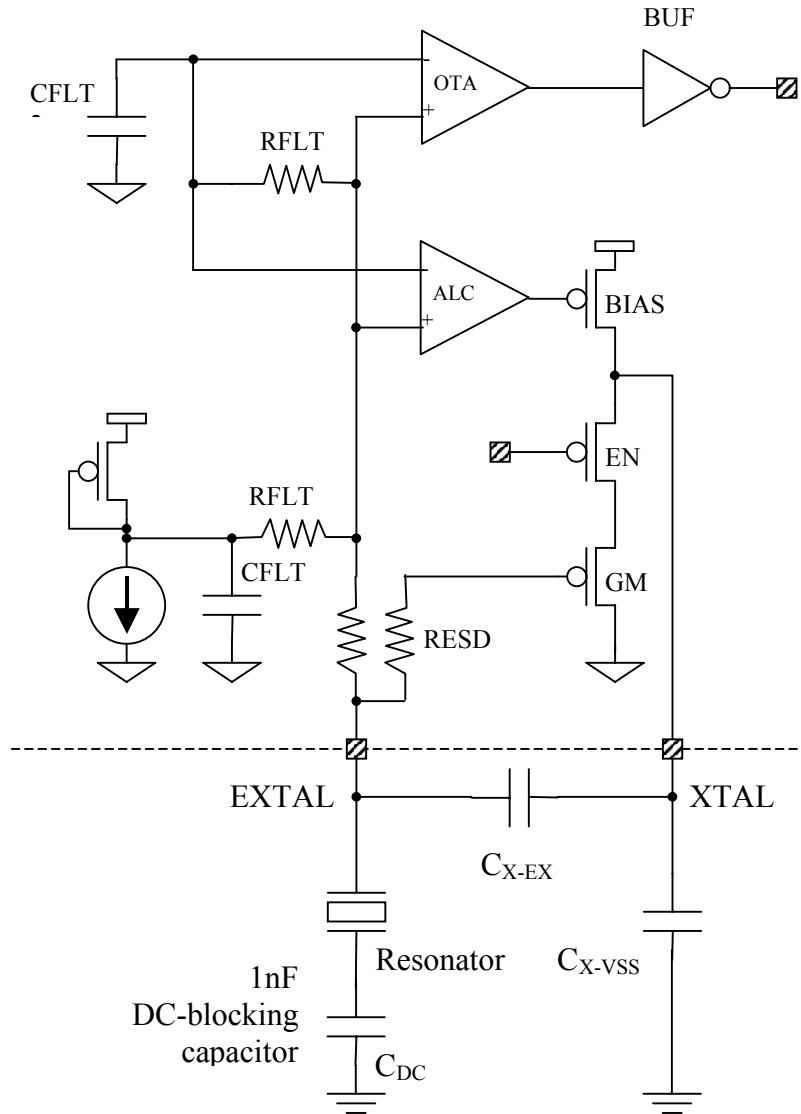 BUF
CFLT
-
OTA
+
RFLT
-
ALC
+
BIAS
EN
RFLT
CFLT
GM
RESD
EXTAL
XTAL
CX-EX
Resonator
CX-VSS
1nF
DC-blocking
capacitor
CDC